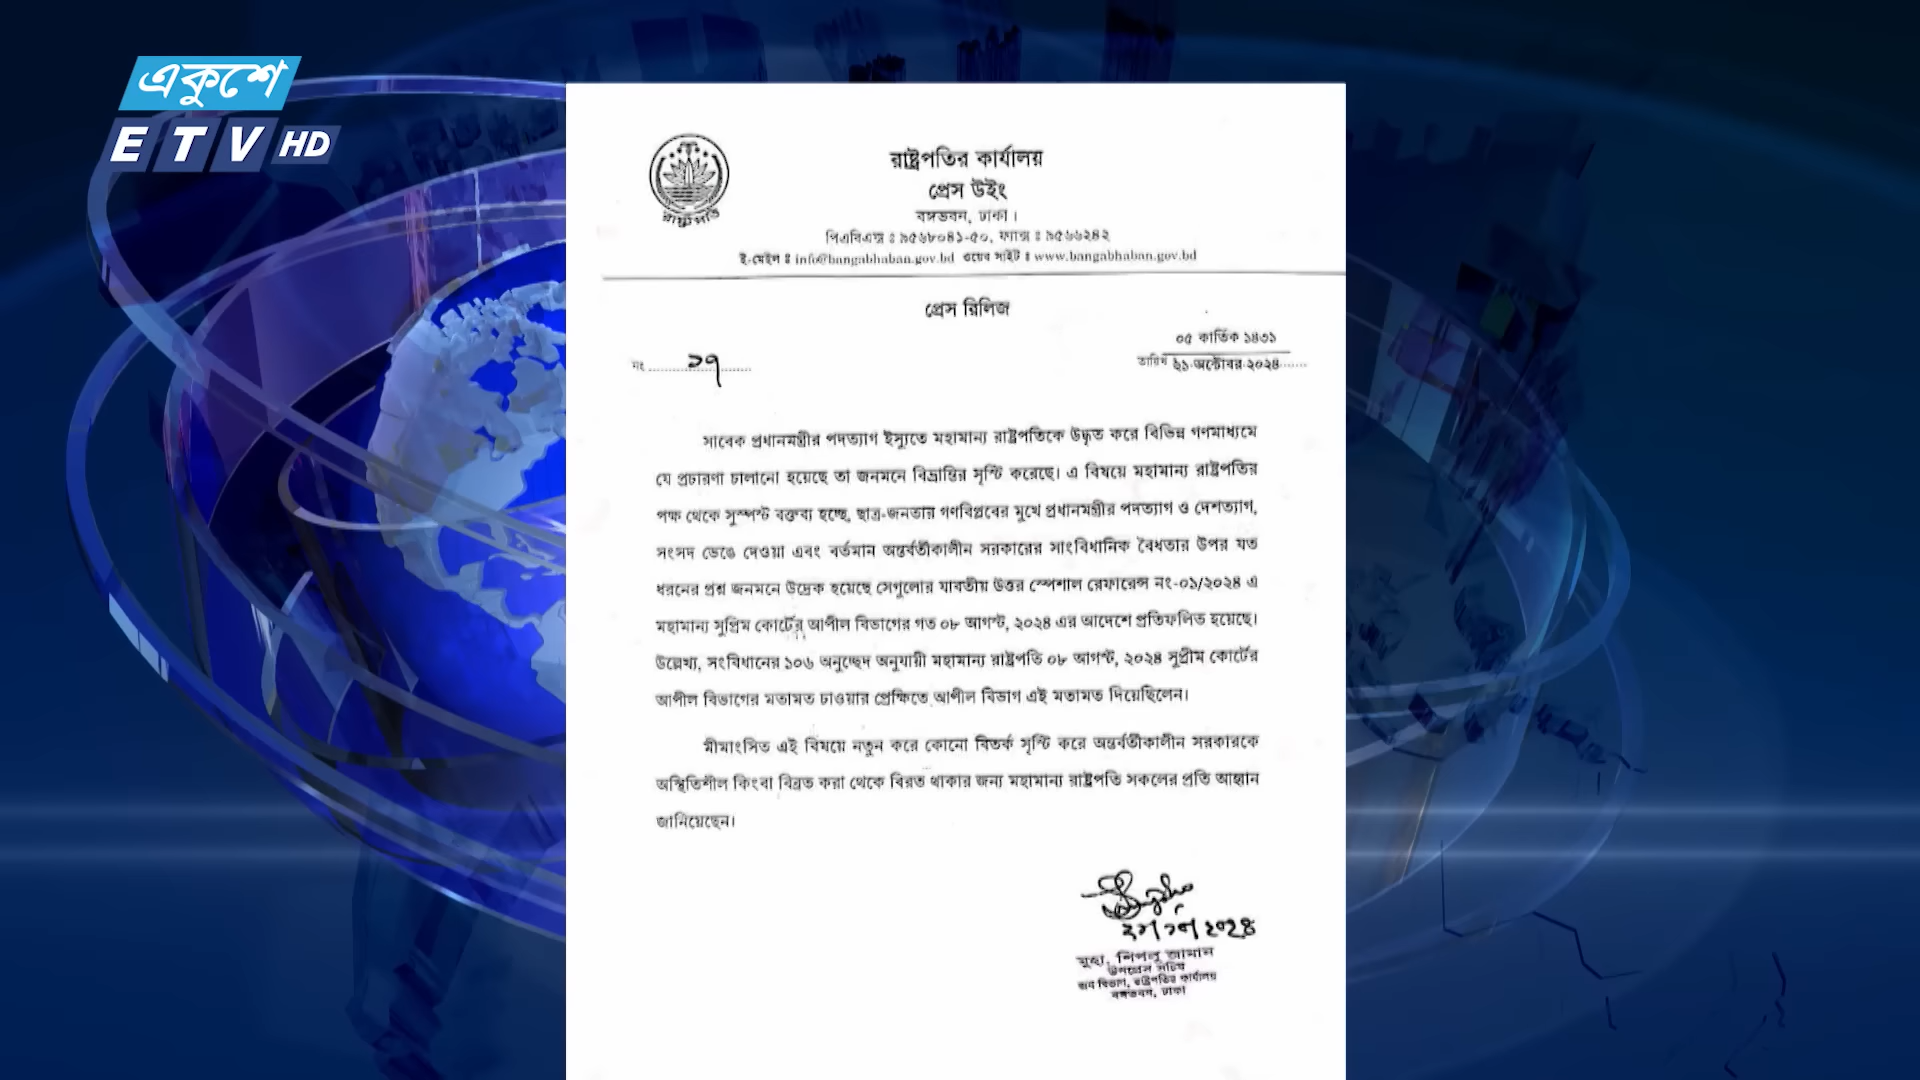 একুশে
ETV HD
রাষ্ট্রপতি
রাষ্ট্রপতির কার্যালয়
প্রেস উইং
বঙ্গভবন, ঢাকা।
পিএবিএক্স ঃ ৯৫৬৮০৪১-৫০, ফ্যাক্স ঃ ৯৫৬৬২৪২
ই-মেইল ঃ info@bangabhaban.gov.bd ওয়েব সাইট ঃ www.bangabhaban.gov.bd
প্রেস রিলিজ
০৫ কার্তিক ১৪৩১
নং ১৭
তারিখ ২১ অক্টোবর ২০২৪
সাবেক প্রধানমন্ত্রীর পদত্যাগ ইস্যুতে মহামান্য রাষ্ট্রপতিকে উদ্ধৃত করে বিভিন্ন গণমাধ্যমে
যে প্রচারণা চালানো হয়েছে তা জনমনে বিভ্রান্তির সৃস্টি করেছে। এ বিষয়ে মহামান্য রাষ্ট্রপতির
পক্ষ থেকে সুস্পস্ট বক্তব্য হচ্ছে, ছাত্র-জনতার গণবিপ্লবের মুখে প্রধানমন্ত্রীর পদত্যাগ ও দেশত্যাগ,
সংসদ ভেঙে দেওয়া এবং বর্তমান অন্তর্বর্তীকালীন সরকারের সাংবিধানিক বৈধতার উপর যত
ধরনের প্রশ্ন জনমনে উদ্রেক হয়েছে সেগুলোর যাবতীয় উত্তর স্পেশাল রেফারেন্স নং-০১/২০২৪ এ
মহামান্য সুপ্রিম কোর্টের আপীল বিভাগের গত ০৮ আগস্ট, ২০২৪ এর আদেশে প্রতিফলিত হয়েছে।
উল্লেখ্য, সংবিধানের ১০৬ অনুচ্ছেদ অনুযায়ী মহামান্য রাষ্ট্রপতি ০৮ আগস্ট, ২০২৪ সুপ্রীম কোর্টের
আপীল বিভাগের মতামত চাওয়ার প্রেক্ষিতে আপীল বিভাগ এই মতামত দিয়েছিলেন।
মীমাংসিত এই বিষয়ে নতুন করে কোনো বিতর্ক সৃস্টি করে অন্তর্বর্তীকালীন সরকারকে
অস্থিতিশীল কিংবা বিব্রত করা থেকে বিরত থাকার জন্য মহামান্য রাষ্ট্রপতি সকলের প্রতি আহ্বান
জানিয়েছেন।
২০২৪
মুহা. শিপলু জামান
উপপ্রেস সচিব
জন বিভাগ, রাষ্ট্রপতির কার্যালয়
বঙ্গভবন, ঢাকা